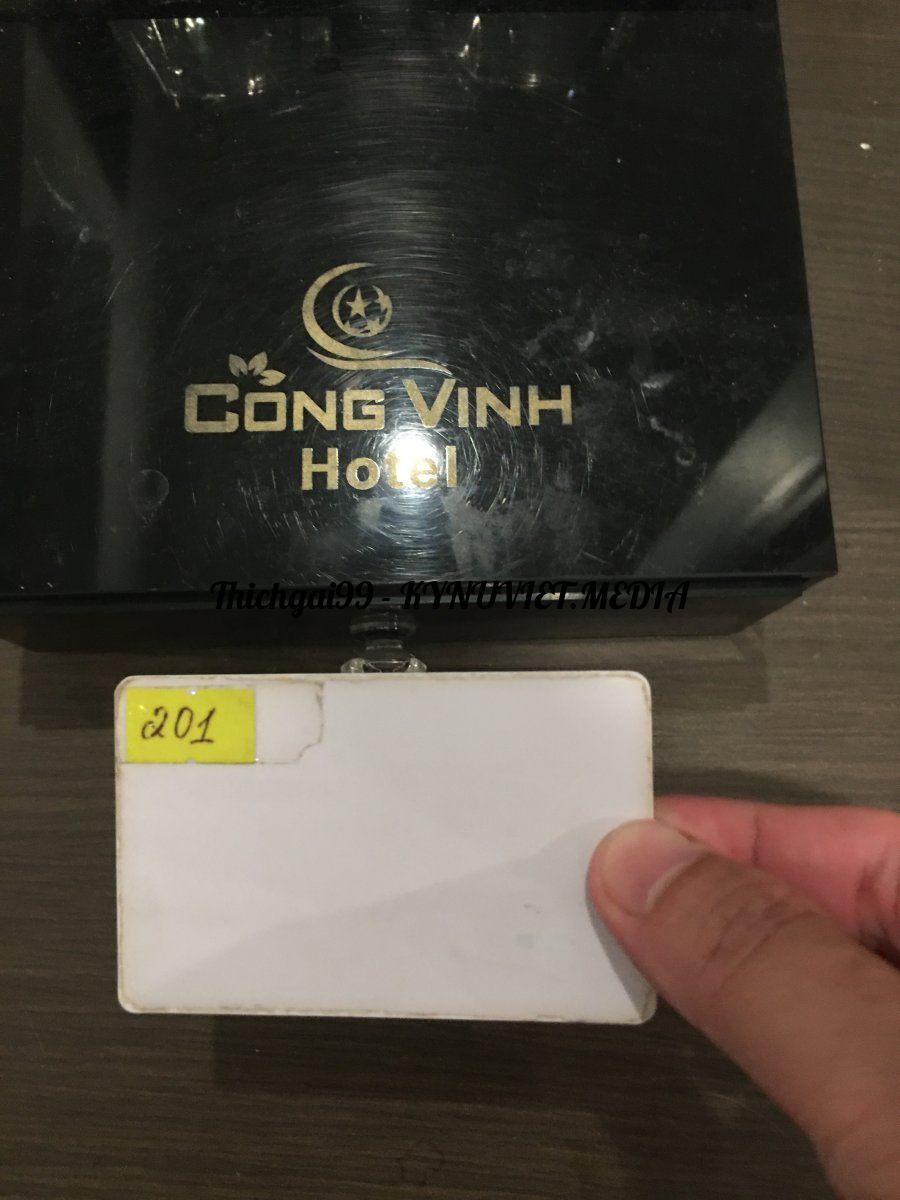 CÔNG VINH
Hotel
Thichgai99 - KYNUVIET.MEDIA
201